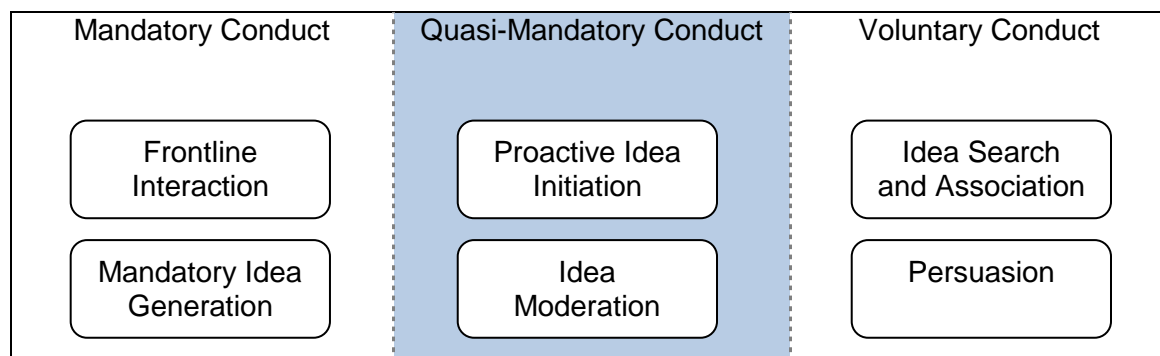 Mandatory Conduct
Quasi-Mandatory Conduct
Voluntary Conduct
Frontline
Interaction
Proactive Idea
Initiation
Idea Search
and Association
Mandatory Idea
Generation
Idea
Moderation
Persuasion